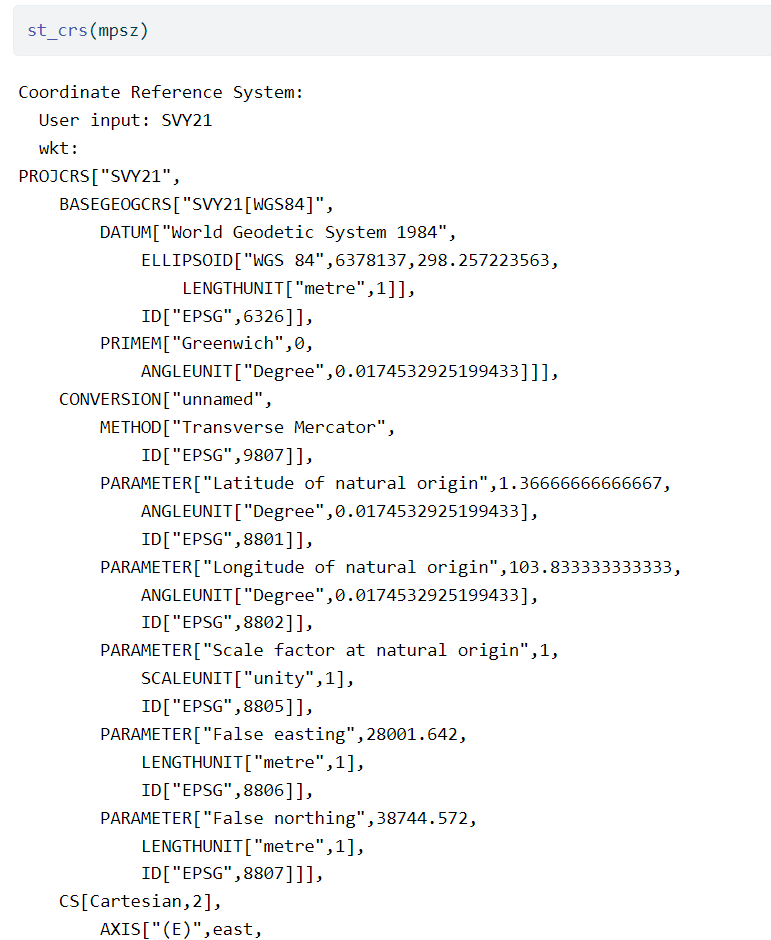 st_crs(mpsz)
Coordinate Reference System:
  User input: SVY21
  wkt:
PROJCRS["SVY21",
    BASEGEOGCRS["SVY21[WGS84]",
        DATUM["World Geodetic System 1984",
            ELLIPSOID["WGS 84",6378137,298.257223563,
                LENGTHUNIT["metre",1]],
            ID["EPSG",6326]],
        PRIMEM["Greenwich",0,
            ANGLEUNIT["Degree",0.0174532925199433]]],
    CONVERSION["unnamed",
        METHOD["Transverse Mercator",
            ID["EPSG",9807]],
        PARAMETER["Latitude of natural origin",1.36666666666667,
            ANGLEUNIT["Degree",0.0174532925199433],
            ID["EPSG",8801]],
        PARAMETER["Longitude of natural origin",103.833333333333,
            ANGLEUNIT["Degree",0.0174532925199433],
            ID["EPSG",8802]],
        PARAMETER["Scale factor at natural origin",1,
            SCALEUNIT["unity",1],
            ID["EPSG",8805]],
        PARAMETER["False easting",28001.642,
            LENGTHUNIT["metre",1],
            ID["EPSG",8806]],
        PARAMETER["False northing",38744.572,
            LENGTHUNIT["metre",1],
            ID["EPSG",8807]]],
    CS[Cartesian,2],
        AXIS["(E)",east,